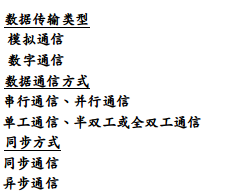 数据传输类型
模拟通信
数字通信
数据通信方式
串行通信、并行通信
单工通信、半双工或全双工通信
同步方式
同步通信
异步通信